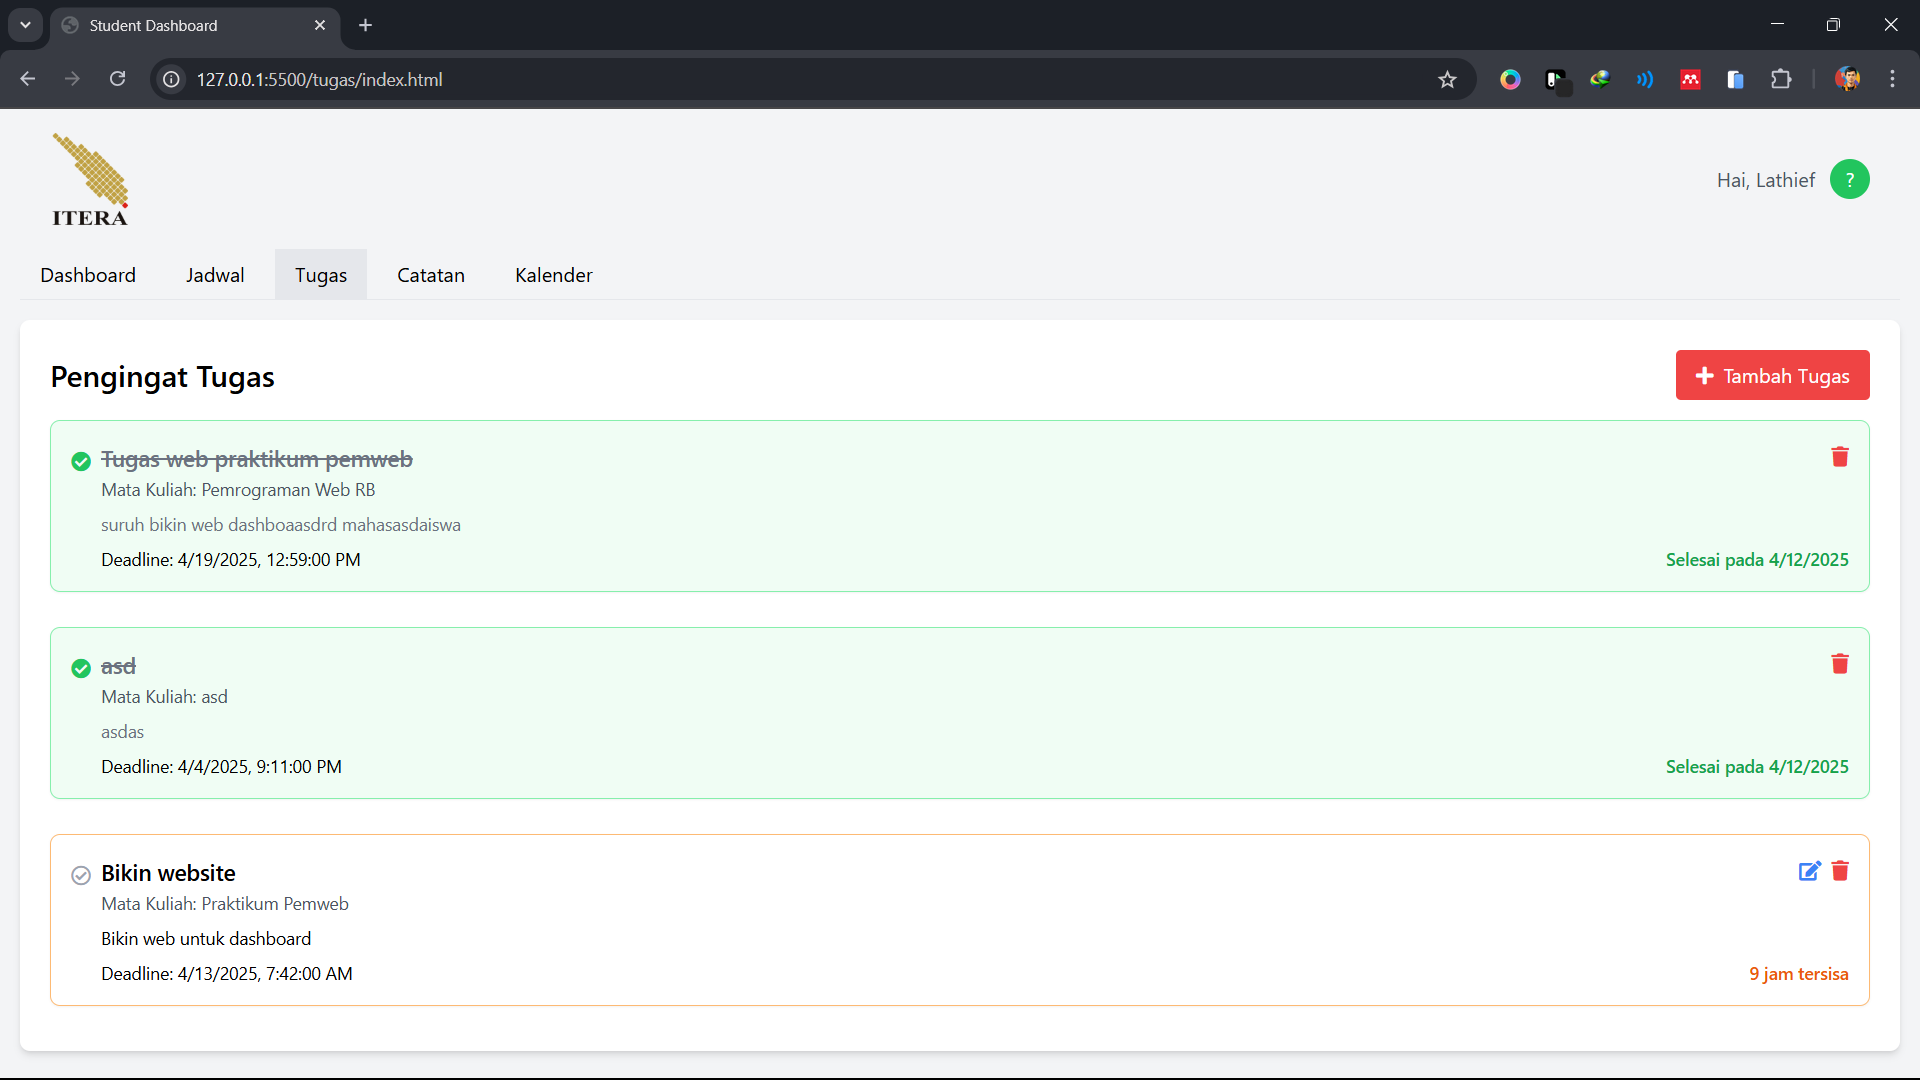 Student Dashboard
127.0.0.1:5500/tugas/index.html
ITERA
Hai, Lathief
?
Dashboard
Jadwal
Tugas
Catatan
Kalender
Pengingat Tugas
Tambah Tugas
Tugas web praktikum pemweb
Mata Kuliah: Pemrograman Web RB
suruh bikin web dashboaasdrd mahasasdaiswa
Deadline: 4/19/2025, 12:59:00 PM
Selesai pada 4/12/2025
asd
Mata Kuliah: asd
asdas
Deadline: 4/4/2025, 9:11:00 PM
Selesai pada 4/12/2025
Bikin website
Mata Kuliah: Praktikum Pemweb
Bikin web untuk dashboard
Deadline: 4/13/2025, 7:42:00 AM
9 jam tersisa